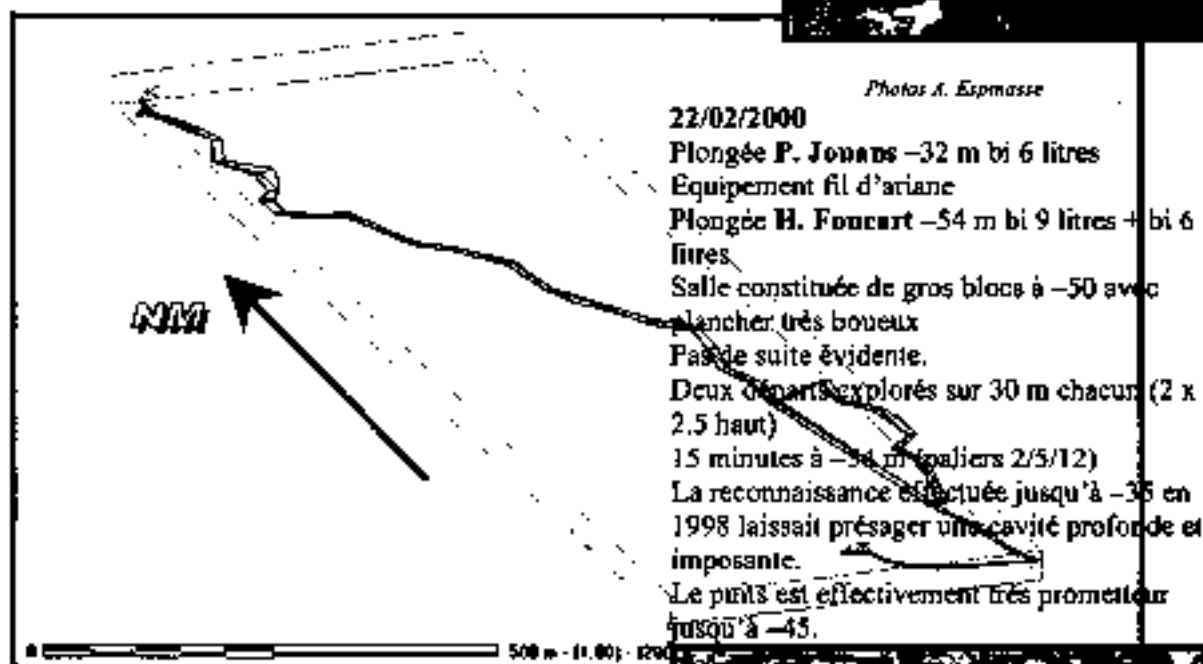 Photos A. Espinasse
22/02/2000
Plongée P. Jouans –32 m bi 6 litres
Equipement fil d'ariane
Plongée H. Foucart –54 m bi 9 litres + bi 6
litres
Salle constituée de gros blocs à –50 avec
plancher très boueux
Pas de suite évidente.
Deux départs explorés sur 30 m chacun (2 x
2.5 haut)
15 minutes à –54 m (paliers 2/5/12)
La reconnaissance effectuée jusqu'à –35 en
1998 laissait présager une cavité profonde et
imposante.
Le puits est effectivement très prometteur
jusqu'à –45.
NM
0 500 m